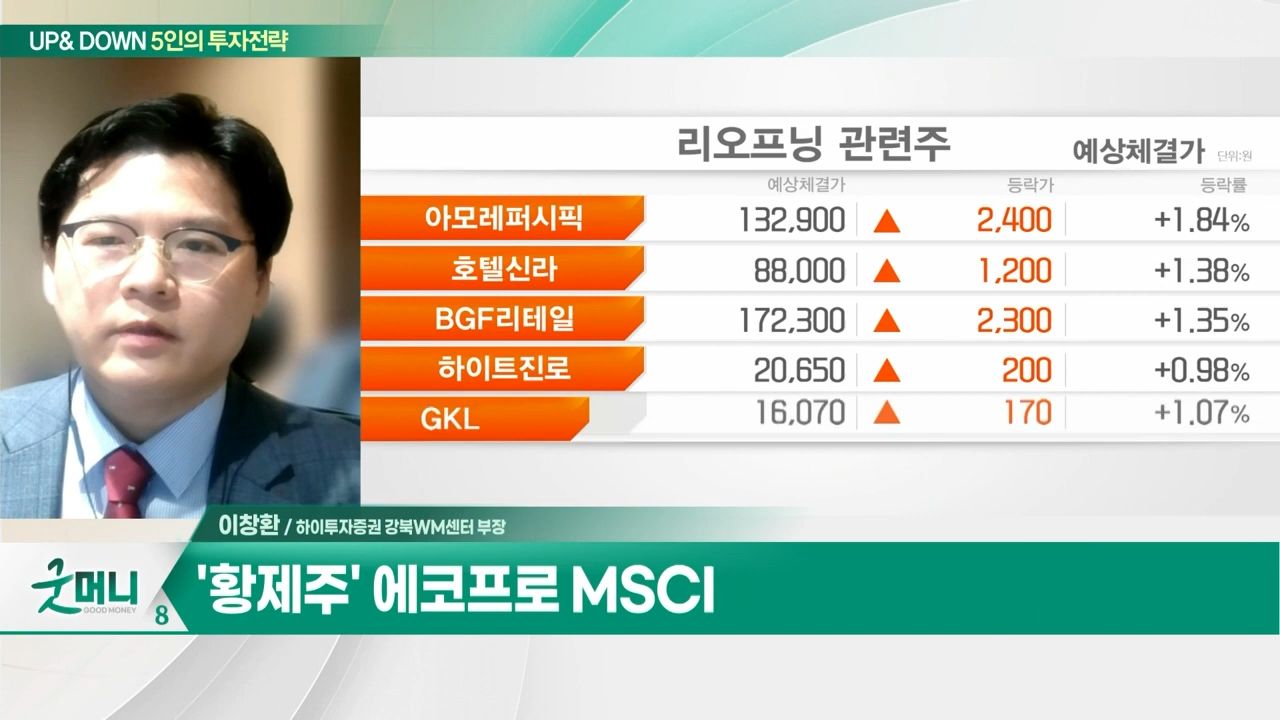 UP& DOWN 5인의 투자전략
리오프닝 관련주 예상체결가 단위:원
예상체결가 등락가 등락률
아모레퍼시픽 132,900 ▲ 2,400 +1.84%
호텔신라 88,000 ▲ 1,200 +1.38%
BGF리테일 172,300 ▲ 2,300 +1.35%
하이트진로 20,650 ▲ 200 +0.98%
GKL 16,070 ▲ 170 +1.07%
이창환 / 하이투자증권 강북WM센터 부장
굿머니 GOOD MONEY 8
'황제주' 에코프로 MSCI